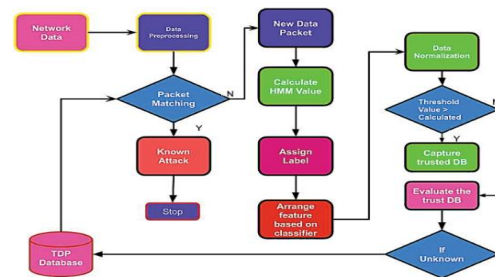 Network
Data
Data
Preprocessing
Packet
Matching
N
Y
Known
Attack
Stop
TDP
Database
New Data
Packet
Calculate
HMM Value
Assign
Label
Arrange
feature
based on
classifier
Data
Normalization
Threshold
Value >
Calculated
N
Y
Capture
trusted DB
Evaluate the
trust DB
If
Unknown